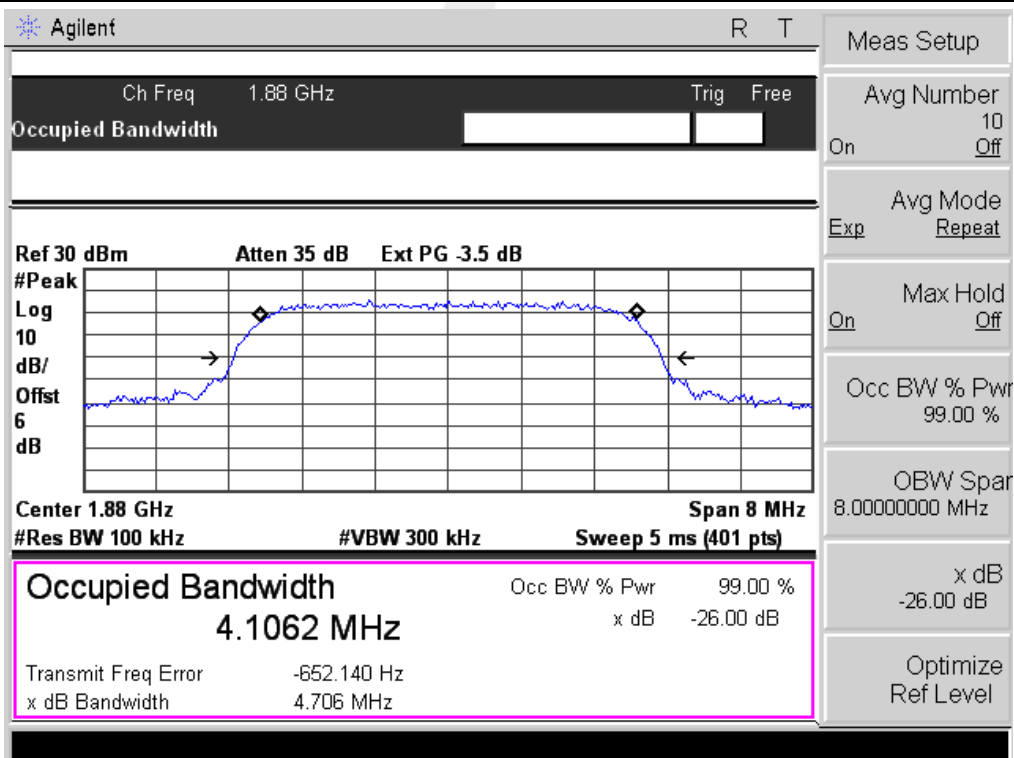 Agilent R T
Ch Freq 1.88 GHz Trig Free
Occupied Bandwidth
Ref 30 dBm Atten 35 dB Ext PG -3.5 dB
#Peak
Log
10
dB/
Offst
6
dB
Center 1.88 GHz Span 8 MHz
#Res BW 100 kHz #VBW 300 kHz Sweep 5 ms (401 pts)
Occupied Bandwidth Occ BW % Pwr 99.00 %
4.1062 MHz x dB -26.00 dB
Transmit Freq Error -652.140 Hz
x dB Bandwidth 4.706 MHz
Meas Setup
Avg Number
10
On Off
Avg Mode
Exp Repeat
Max Hold
On Off
Occ BW % Pwr
99.00 %
OBW Spar
8.00000000 MHz
x dB
-26.00 dB
Optimize
Ref Level